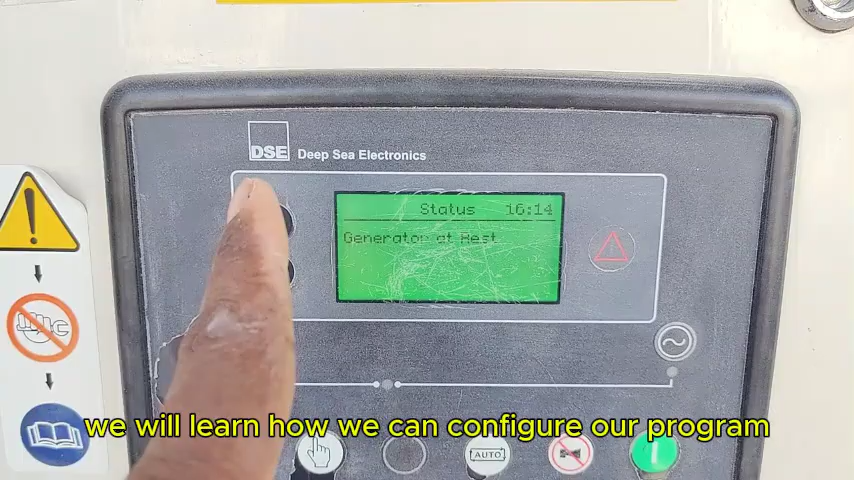 DSE Deep Sea Electronics
Status 16:14
Generator at Rest
AUTO
we will learn how we can configure our program